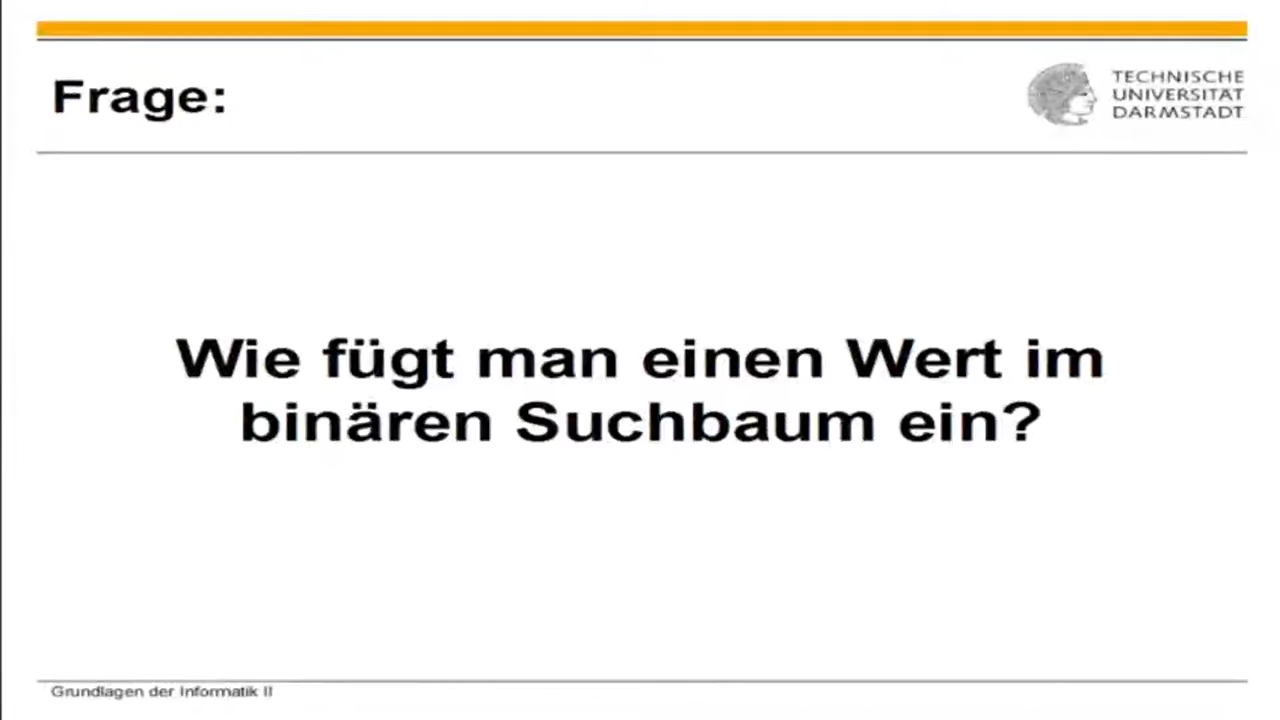 Frage:
TECHNISCHE
UNIVERSITÄT
DARMSTADT
Wie fügt man einen Wert im
binären Suchbaum ein?
Grundlagen der Informatik II